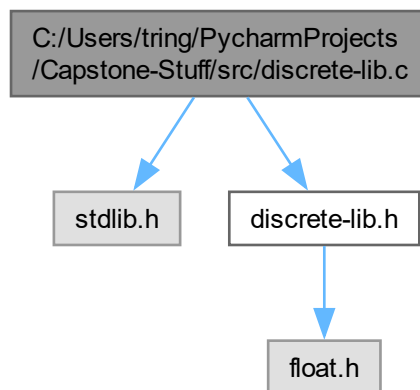 C:/Users/tring/PycharmProjects
/Capstone-Stuff/src/discrete-lib.c
stdlib.h
discrete-lib.h
float.h